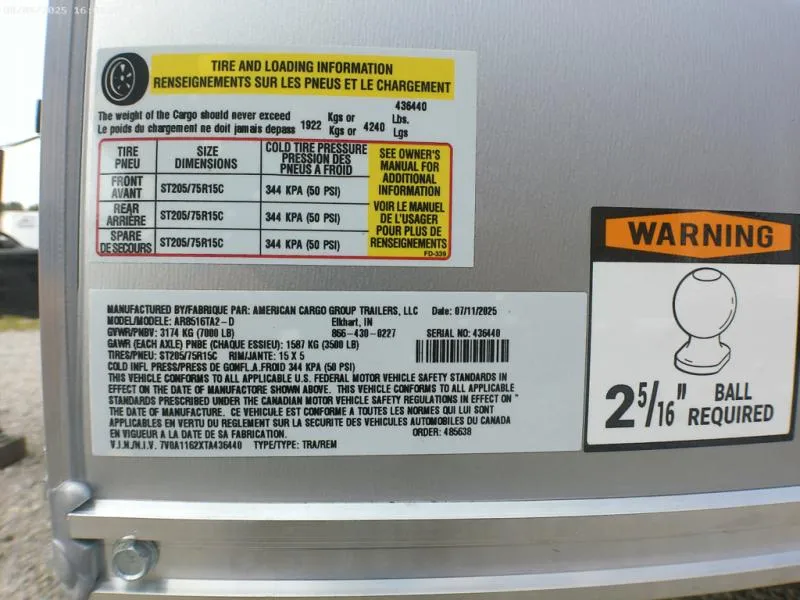 TIRE AND LOADING INFORMATION
RENSEIGNEMENTS SUR LES PNEUS ET LE CHARGEMENT
436440
The weight of the Cargo should never exceed 1922 Kgs or 4240 Lbs.
Le poids du chargement ne doit jamais depass Kg or Lgs
TIRE PNEU SIZE DIMENSIONS COLD TIRE PRESSURE PRESSION DES PNEUS A FROID
FRONT AVANT ST205/75R15C 344 KPA (50 PSI)
REAR ARRIÈRE ST205/75R15C 344 KPA (50 PSI)
SPARE DE SECOURS ST205/75R15C 344 KPA (50 PSI)
SEE OWNER'S
MANUAL FOR
ADDITIONAL
INFORMATION
VOIR LE MANUEL
DE L'USAGER
POUR PLUS DE
RENSEIGNEMENTS
FD-339
MANUFACTURED BY/FABRIQUE PAR: AMERICAN CARGO GROUP TRAILERS, LLC Date: 07/11/2025
MODEL/MODELE: AR8516TA2-D Elkhart, IN
GVWR/PNBV: 3174 KG (7000 LB) 866-430-0227 SERIAL NO: 436440
GAWR (EACH AXLE) PNBE (CHAQUE ESSIEU): 1587 KG (3500 LB)
TIRES/PNEU: ST205/75R15C RIM/JANTE: 15 X 5
COLD INFL PRESS/PRESS DE GONFL.A.FROID 344 KPA (50 PSI)
THIS VEHICLE CONFORMS TO ALL APPLICABLE U.S. FEDERAL MOTOR VEHICLE SAFETY STANDARDS IN
EFFECT ON THE DATE OF MANUFACTURE SHOWN ABOVE. THIS VEHICLE CONFORMS TO ALL APPLICABLE
STANDARDS PRESCRIBED UNDER THE CANADIAN MOTOR VEHICLE SAFETY REGULATIONS IN EFFECT ON "
THE DATE OF MANUFACTURE. CE VEHICULE EST CONFORME A TOUTES LES NORMES QUI LUI SONT
APPLICABLES EN VERTU DU REGLEMENT SUR LA SECURITE DES VEHICULES AUTOMOBILES DU CANADA
EN VIGUEUR A LA DATE DE SA FABRICATION. ORDER: 485638
V.I.N./N.I.V. 7V0A1162XTA436440 TYPE/TYPE: TRA/REM
WARNING
2 5/16" BALL
REQUIRED